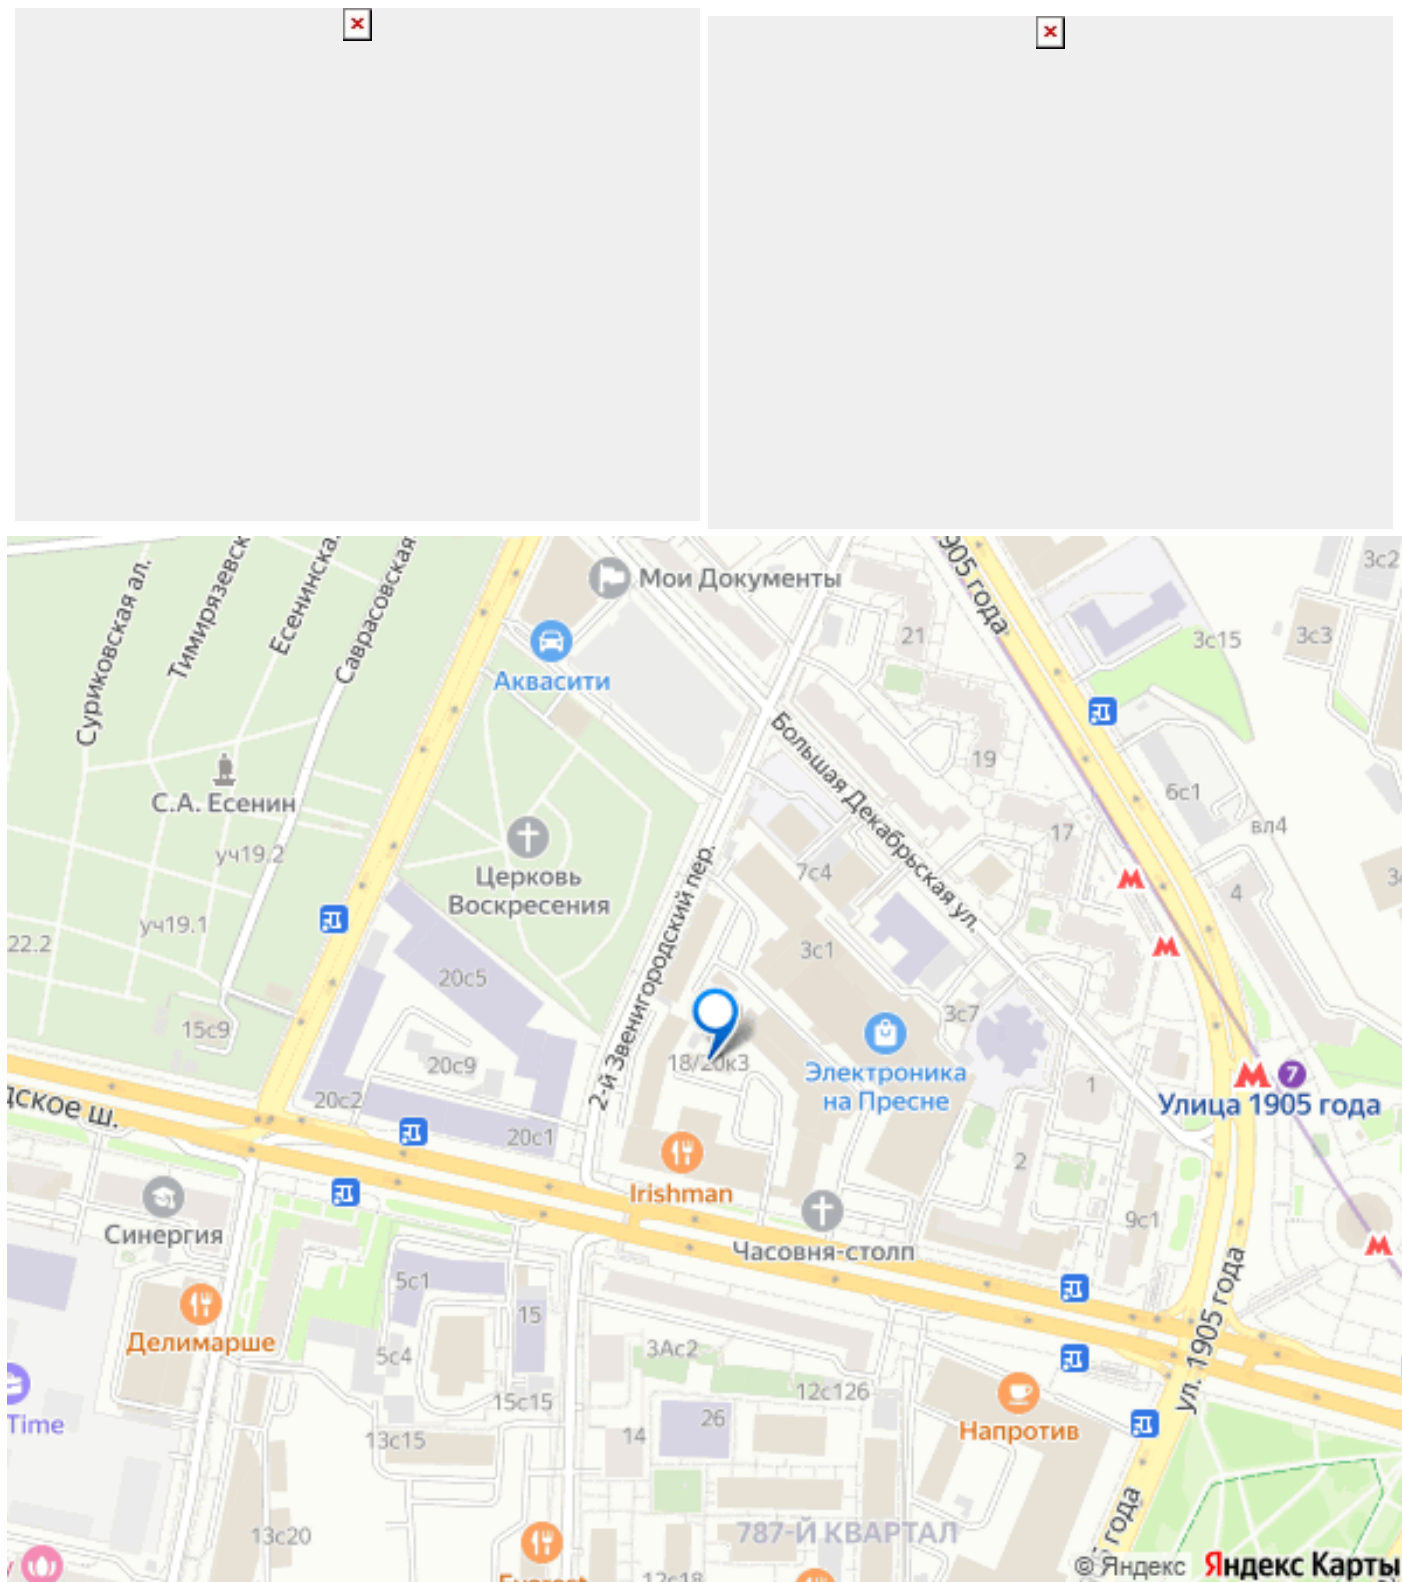 Суриковская ал.
Тимирязевск
Есенинска
Саврасовская
Мои Документы
Аквасити
905 года
21
3с15
3с3
3с2
Большая Декабрьская ул.
19
6с1
вл4
17
4
С.А. Есенин
уч19.2
уч19.1
22.2
Церковь
Воскресения
2-й Звенигородский пер.
7с4
3с1
3с7
20с5
15с9
20с9
20с2
20с1
18/20к3
Электроника
на Пресне
1
7
Улица 1905 года
дское ш.
Irishman
2
9с1
Синергия
Часовня-столп
5с1
15
5с4
Делимарше
3Ас2
12с126
ул. 1905 года
Time
15с15
26
14
13с15
Напротив
13с20
787-Й КВАРТАЛ
года
12с18
© Яндекс
Яндекс Карты